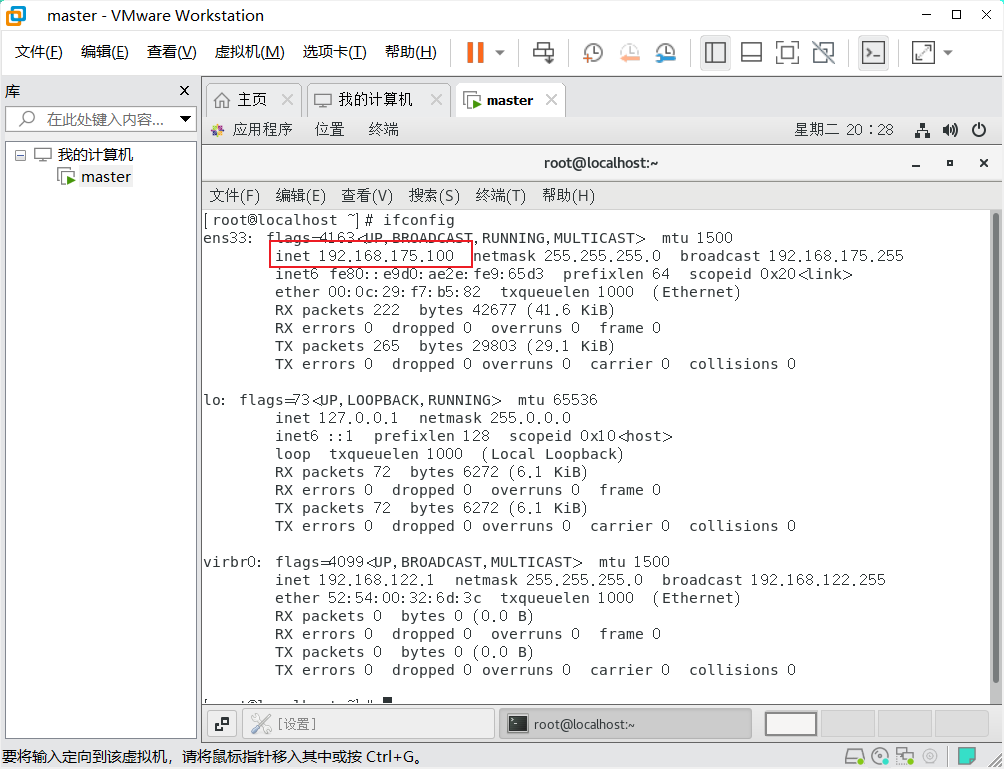 master - VMware Workstation
文件(F) 编辑(E) 查看(V) 虚拟机(M) 选项卡(T) 帮助(H)
库
在此处键入内容...
我的计算机
master
主页 我的计算机 master
应用程序 位置 终端 星期二 20：28
root@localhost:~
文件(F) 编辑(E) 查看(V) 搜索(S) 终端(T) 帮助(H)
[root@localhost ~]# ifconfig
ens33: flags=4163<UP,BROADCAST,RUNNING,MULTICAST> mtu 1500
inet 192.168.175.100 netmask 255.255.255.0 broadcast 192.168.175.255
inet6 fe80::e9d0:ae2e:fe9:65d3 prefixlen 64 scopeid 0x20<link>
ether 00:0c:29:f7:b5:82 txqueuelen 1000 (Ethernet)
RX packets 222 bytes 42677 (41.6 KiB)
RX errors 0 dropped 0 overruns 0 frame 0
TX packets 265 bytes 29803 (29.1 KiB)
TX errors 0 dropped 0 overruns 0 carrier 0 collisions 0
lo: flags=73<UP,LOOPBACK,RUNNING> mtu 65536
inet 127.0.0.1 netmask 255.0.0.0
inet6 ::1 prefixlen 128 scopeid 0x10<host>
loop txqueuelen 1000 (Local Loopback)
RX packets 72 bytes 6272 (6.1 KiB)
RX errors 0 dropped 0 overruns 0 frame 0
TX packets 72 bytes 6272 (6.1 KiB)
TX errors 0 dropped 0 overruns 0 carrier 0 collisions 0
virbr0: flags=4099<UP,BROADCAST,MULTICAST> mtu 1500
inet 192.168.122.1 netmask 255.255.255.0 broadcast 192.168.122.255
ether 52:54:00:32:6d:3c txqueuelen 1000 (Ethernet)
RX packets 0 bytes 0 (0.0 B)
RX errors 0 dropped 0 overruns 0 frame 0
TX packets 0 bytes 0 (0.0 B)
TX errors 0 dropped 0 overruns 0 carrier 0 collisions 0
[设置] root@localhost:~
要将输入定向到该虚拟机，请将鼠标指针移入其中或按 Ctrl+G。